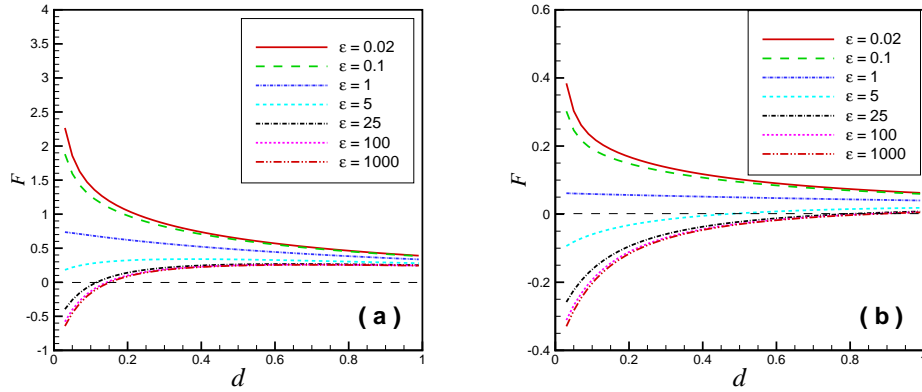 4
3.5
3
2.5
2
1.5
1
0.5
0
-0.5
-1
F
ε = 0.02
ε = 0.1
ε = 1
ε = 5
ε = 25
ε = 100
ε = 1000
( a )
0 0.2 0.4 0.6 0.8 1
d
0.6
0.4
0.2
0
-0.2
-0.4
F
ε = 0.02
ε = 0.1
ε = 1
ε = 5
ε = 25
ε = 100
ε = 1000
( b )
0 0.2 0.4 0.6 0.8 1
d